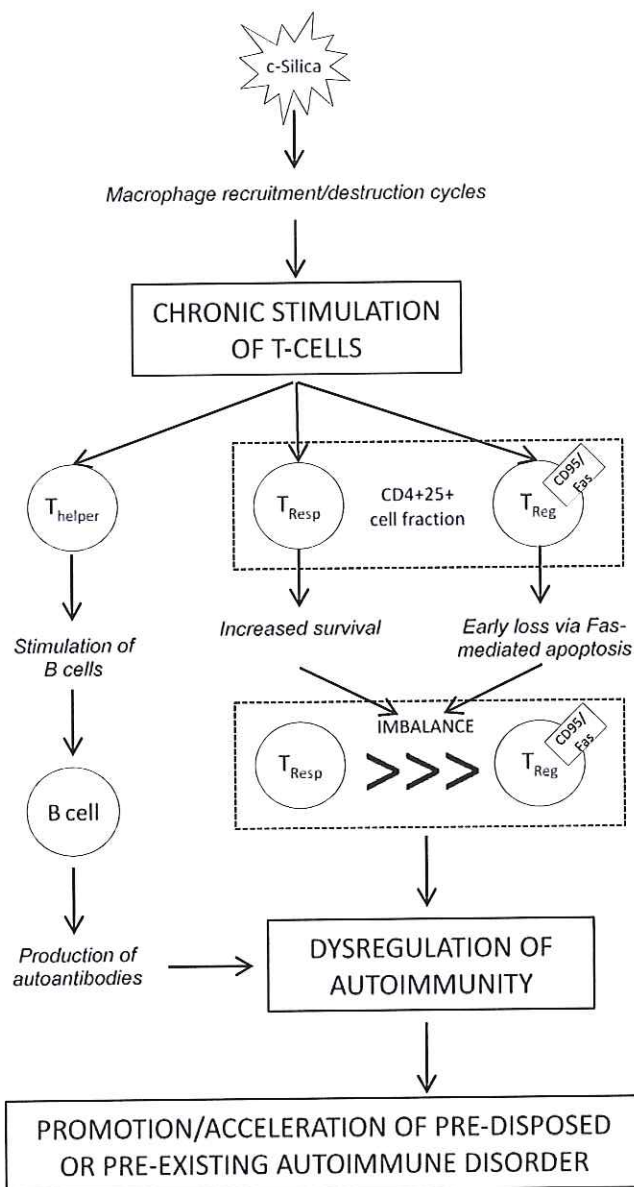 c-Silica
Macrophage recruitment/destruction cycles
CHRONIC STIMULATION
OF T-CELLS
Thelper
TResp
CD4+25+
cell fraction
TReg
CD95/
Fas
Stimulation of
B cells
Increased survival
Early loss via Fas-
mediated apoptosis
IMBALANCE
TResp
>>>
TReg
CD95/
Fas
B cell
Production of
autoantibodies
DYSREGULATION OF
AUTOIMMUNITY
PROMOTION/ACCELERATION OF PRE-DISPOSED
OR PRE-EXISTING AUTOIMMUNE DISORDER